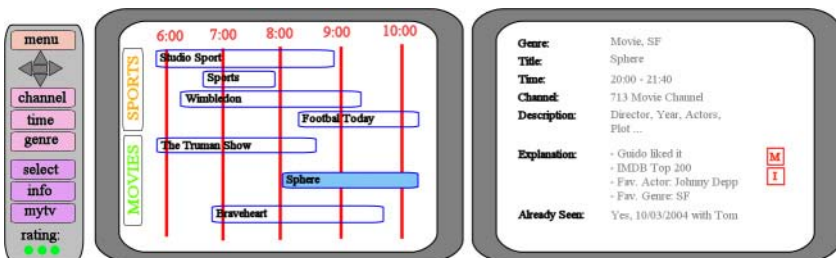 menu
channel
time
genre
select
info
mytv
rating:
6:00 7:00 8:00 9:00 10:00
SPORTS
Studio Sport
Sports
Wimbledon
Footbal Today
MOVIES
The Truman Show
Sphere
Braveheart
Genre: Movie, SF
Title: Sphere
Time: 20:00 - 21:40
Channel: 713 Movie Channel
Description: Director, Year, Actors,
Plot ...
Explanation: - Guido liked it
- IMDB Top 200
- Fav. Actor: Johnny Depp
- Fav. Genre: SF
M
I
Already Seen: Yes, 10/03/2004 with Tom